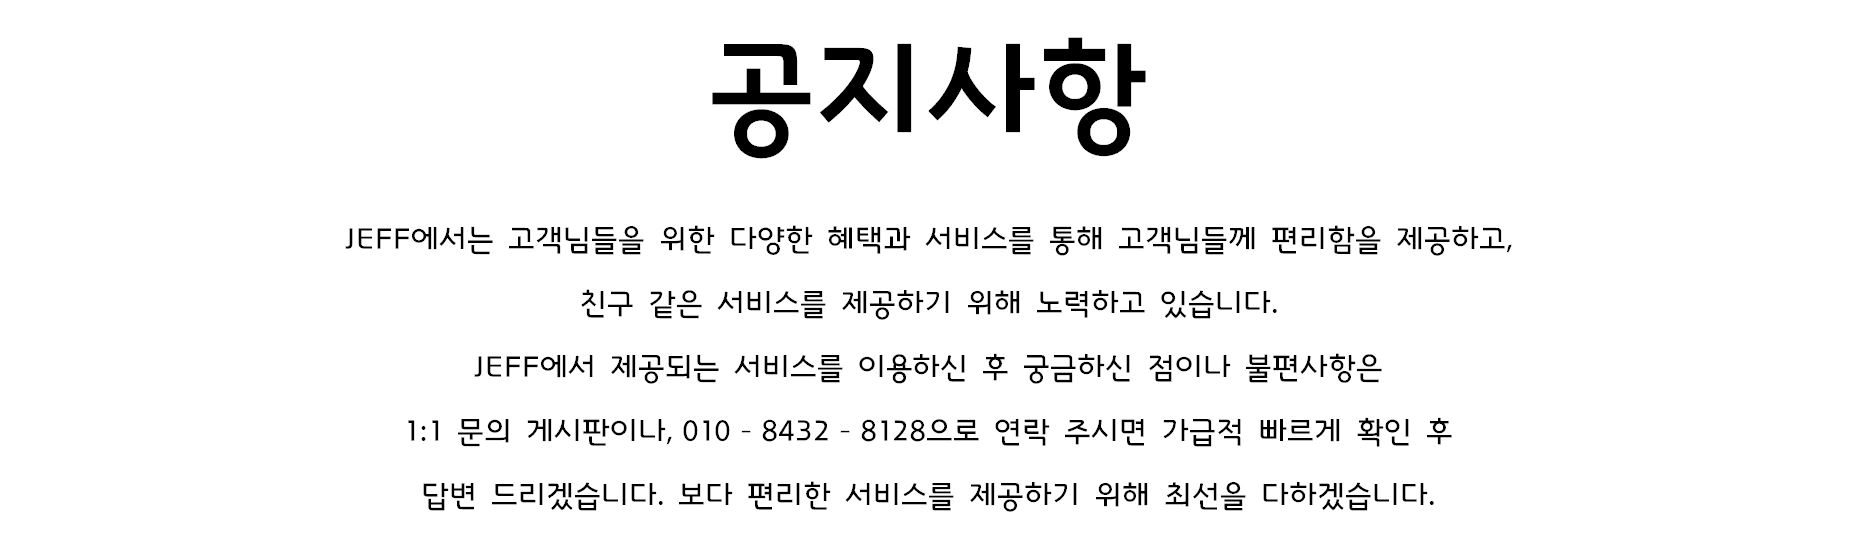 공지사항
JEFF에서는 고객님들을 위한 다양한 혜택과 서비스를 통해 고객님들께 편리함을 제공하고,
친구 같은 서비스를 제공하기 위해 노력하고 있습니다.
JEFF에서 제공되는 서비스를 이용하신 후 궁금하신 점이나 불편사항은
1:1 문의 게시판이나, 010 - 8432 - 8128으로 연락 주시면 가급적 빠르게 확인 후
답변 드리겠습니다. 보다 편리한 서비스를 제공하기 위해 최선을 다하겠습니다.